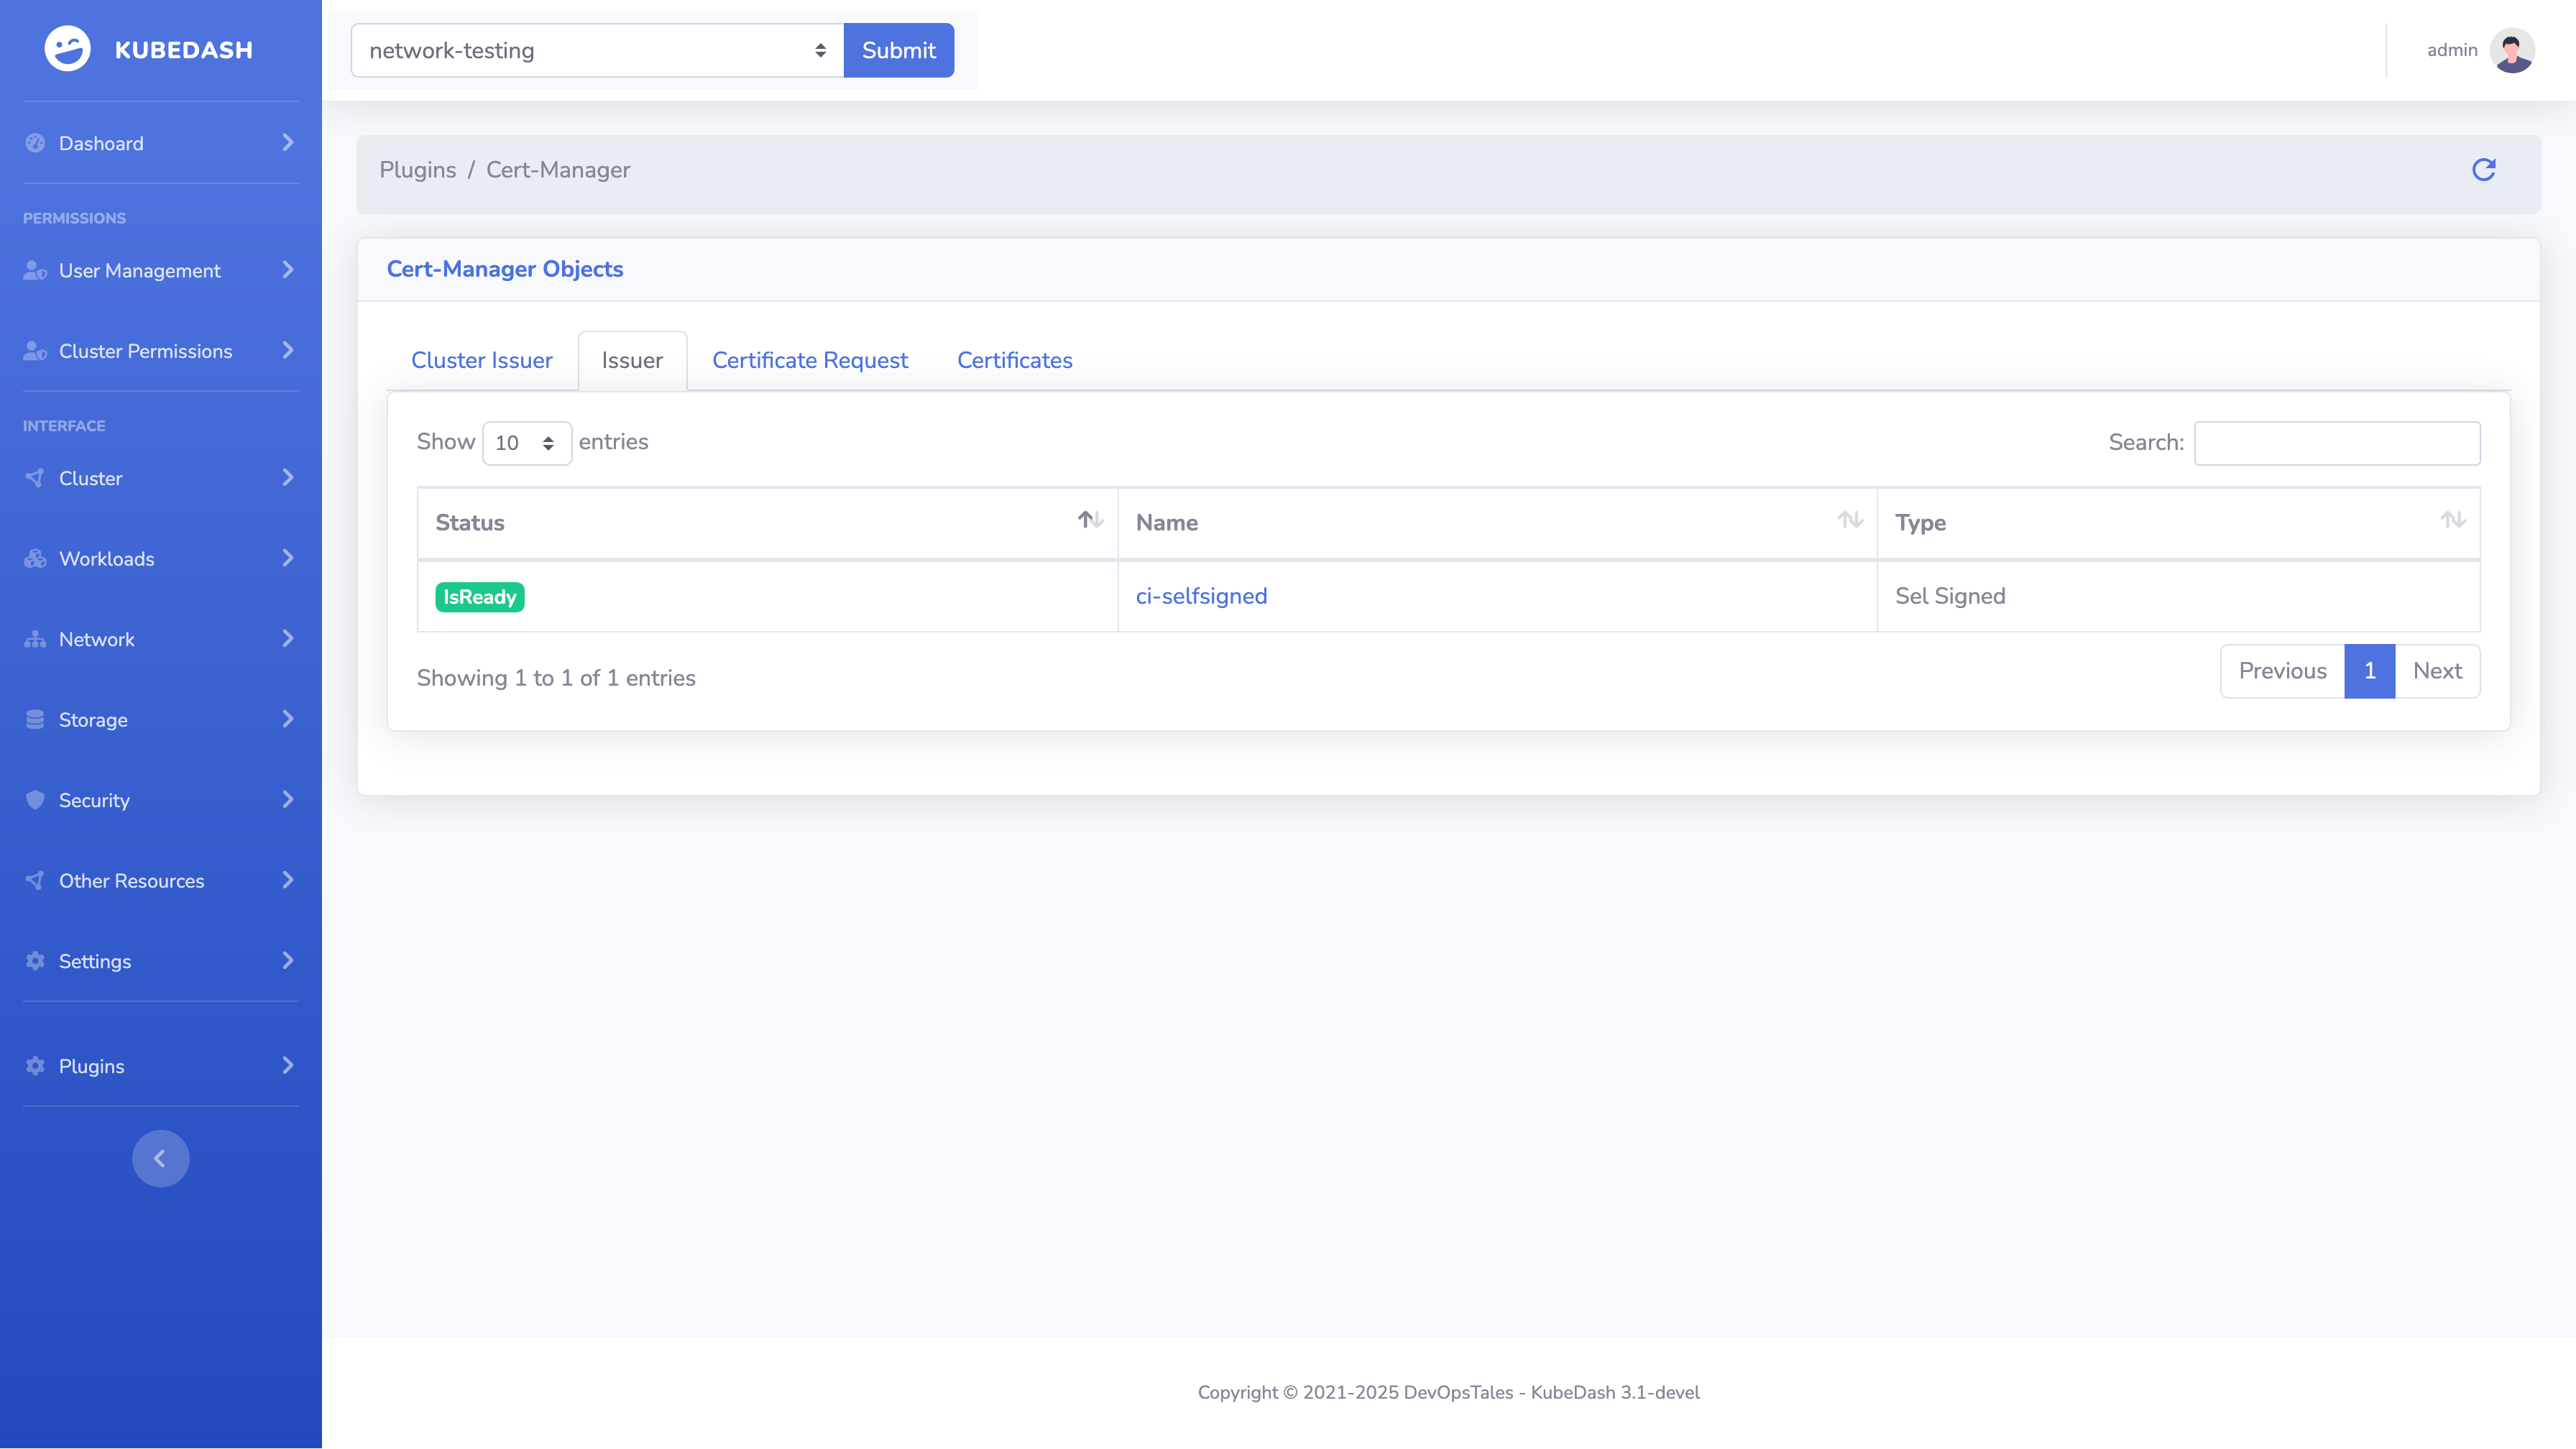 KUBEDASH
network-testing
Submit
admin
Dashoard
PERMISSIONS
User Management
Cluster Permissions
INTERFACE
Cluster
Workloads
Network
Storage
Security
Other Resources
Settings
Plugins
Plugins / Cert-Manager
Cert-Manager Objects
Cluster Issuer Issuer Certificate Request Certificates
Show 10 entries
Search:
Status Name Type
IsReady ci-selfsigned Sel Signed
Showing 1 to 1 of 1 entries
Previous 1 Next
Copyright © 2021-2025 DevOpsTales - KubeDash 3.1-devel